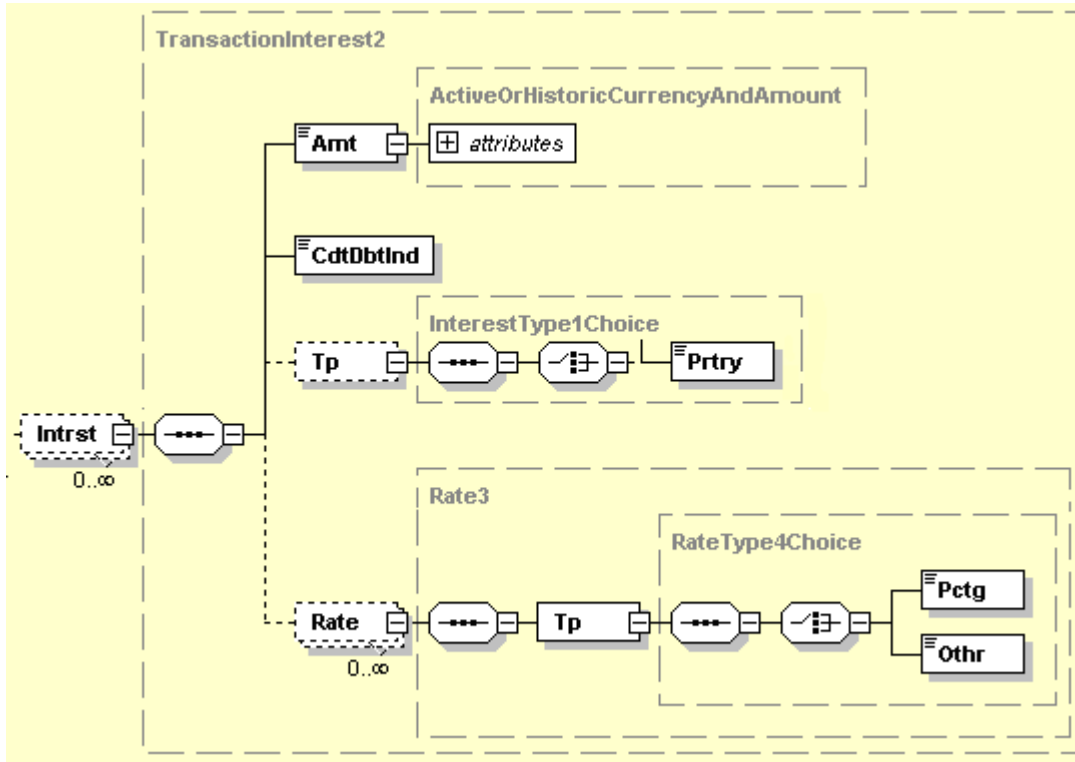 TransactionInterest2
ActiveOrHistoricCurrencyAndAmount
Amt
attributes
CdtDbtInd
InterestType1Choice
Tp
Prtry
Intrst
0..∞
Rate3
RateType4Choice
Pctg
Rate
Tp
Othr
0..∞